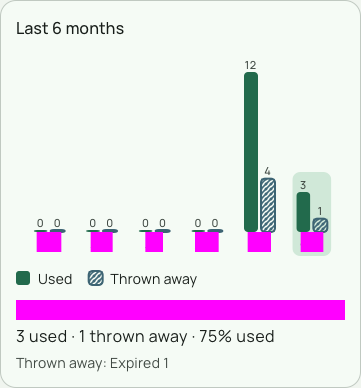 Last 6 months
12
4
3
1
0 0 0 0 0 0 0 0
Used Thrown away
3 used · 1 thrown away · 75% used
Thrown away: Expired 1